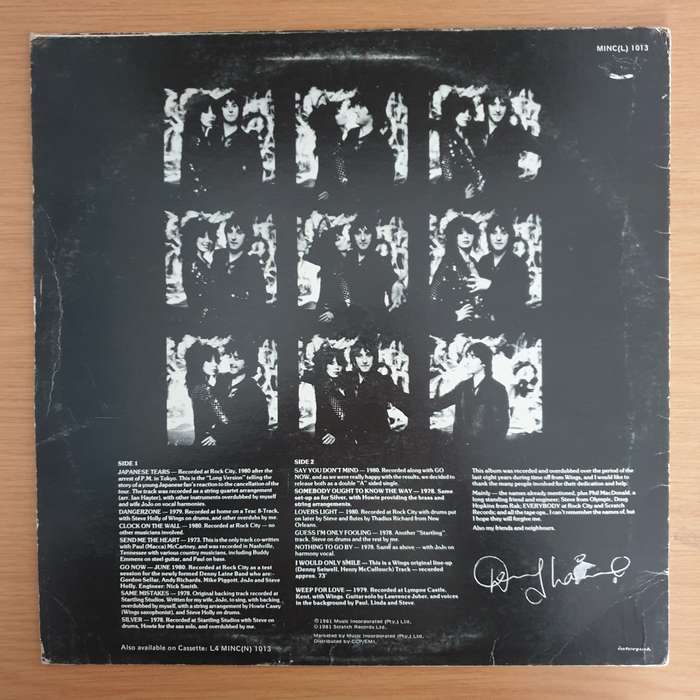 MINC(L) 1013
SIDE 1
JAPANESE TEARS — Recorded at Rock City, 1980 after the
arrest of P.M. in Tokyo. This is the "Long Version" telling the
story of a young Japanese fan's reaction to the cancellation of the
tour. The track was recorded as a string quartet arrangement
(arr. Ian Hayter), with other instruments overdubbed by myself
and wife JoJo on vocal harmonies.
DANGERZONE — 1979. Recorded at home on a Teac 8-Track,
with Steve Holly of Wings on drums, and other overdubs by me.
CLOCK ON THE WALL — 1980. Recorded at Rock City — no
other musicians involved.
SEND ME THE HEART — 1973. This is the only track co-written
with Paul (Macca) McCartney, and was recorded in Nashville,
Tennessee with various country musicians, including Buddy
Emmens on steel guitar, and Paul on bass.
GO NOW — JUNE 1980. Recorded at Rock City as a test
session for the newly formed Denny Laine Band who are:-
Gordon Sellar, Andy Richards, Mike Piggott, JoJo and Steve
Holly. Engineer: Nick Smith.
SAME MISTAKES — 1978. Original backing track recorded at
Startling Studios. Written for my wife, JoJo, to sing, with backing
overdubbed by myself, with a string arrangement by Howie Casey
(Wings saxophonist), and Steve Holly on drums.
SILVER — 1978. Recorded at Startling Studios with Steve on
drums, Howie for the sax solo, and overdubbed by me.
Also available on Cassette: L4 MINC(N) 1013
SIDE 2
SAY YOU DON'T MIND — 1980. Recorded along with GO
NOW, and as we were really happy with the results, we decided to
release both as a double "A" sided single.
SOMEBODY OUGHT TO KNOW THE WAY — 1978. Same
set-up as for Silver, with Howie providing the brass and
string arrangements.
LOVERS LIGHT — 1980. Recorded at Rock City with drums put
on later by Steve and flutes by Thadius Richard from New
Orleans.
GUESS I'M ONLY FOOLING — 1978. Another "Startling"
track. Steve on drums and the rest by me.
NOTHING TO GO BY — 1978. Same as above — with JoJo on
harmony vocal.
I WOULD ONLY SMILE — This is a Wings original line-up
(Denny Seiwell, Henry McCullouch) Track — recorded
approx. 73'
WEEP FOR LOVE — 1979. Recorded at Lympne Castle,
Kent, with Wings. Guitar solo by Laurence Juber, and voices
in the background by Paul, Linda and Steve.
©1981 Music Incorporated (Pty.) Ltd.
℗1981 Scratch Records Ltd.
Marketed by Music Incorporated (Pty.) Ltd.
Distributed by
This album was recorded and overdubbed over the period of the
last eight years during time off from Wings, and I would like to
thank the many people involved for their dedication and help:
Mainly — the names already mentioned, plus Phil MacDonald, a
long standing friend and engineer; Steve from Olympic, Doug
Hopkins from Rak; EVERYBODY at Rock City and Scratch
Records; and all the tape-ops, I can't remember the names of, but
I hope they will forgive me.
Also my friends and neighbours.
Denny Laine
interpak